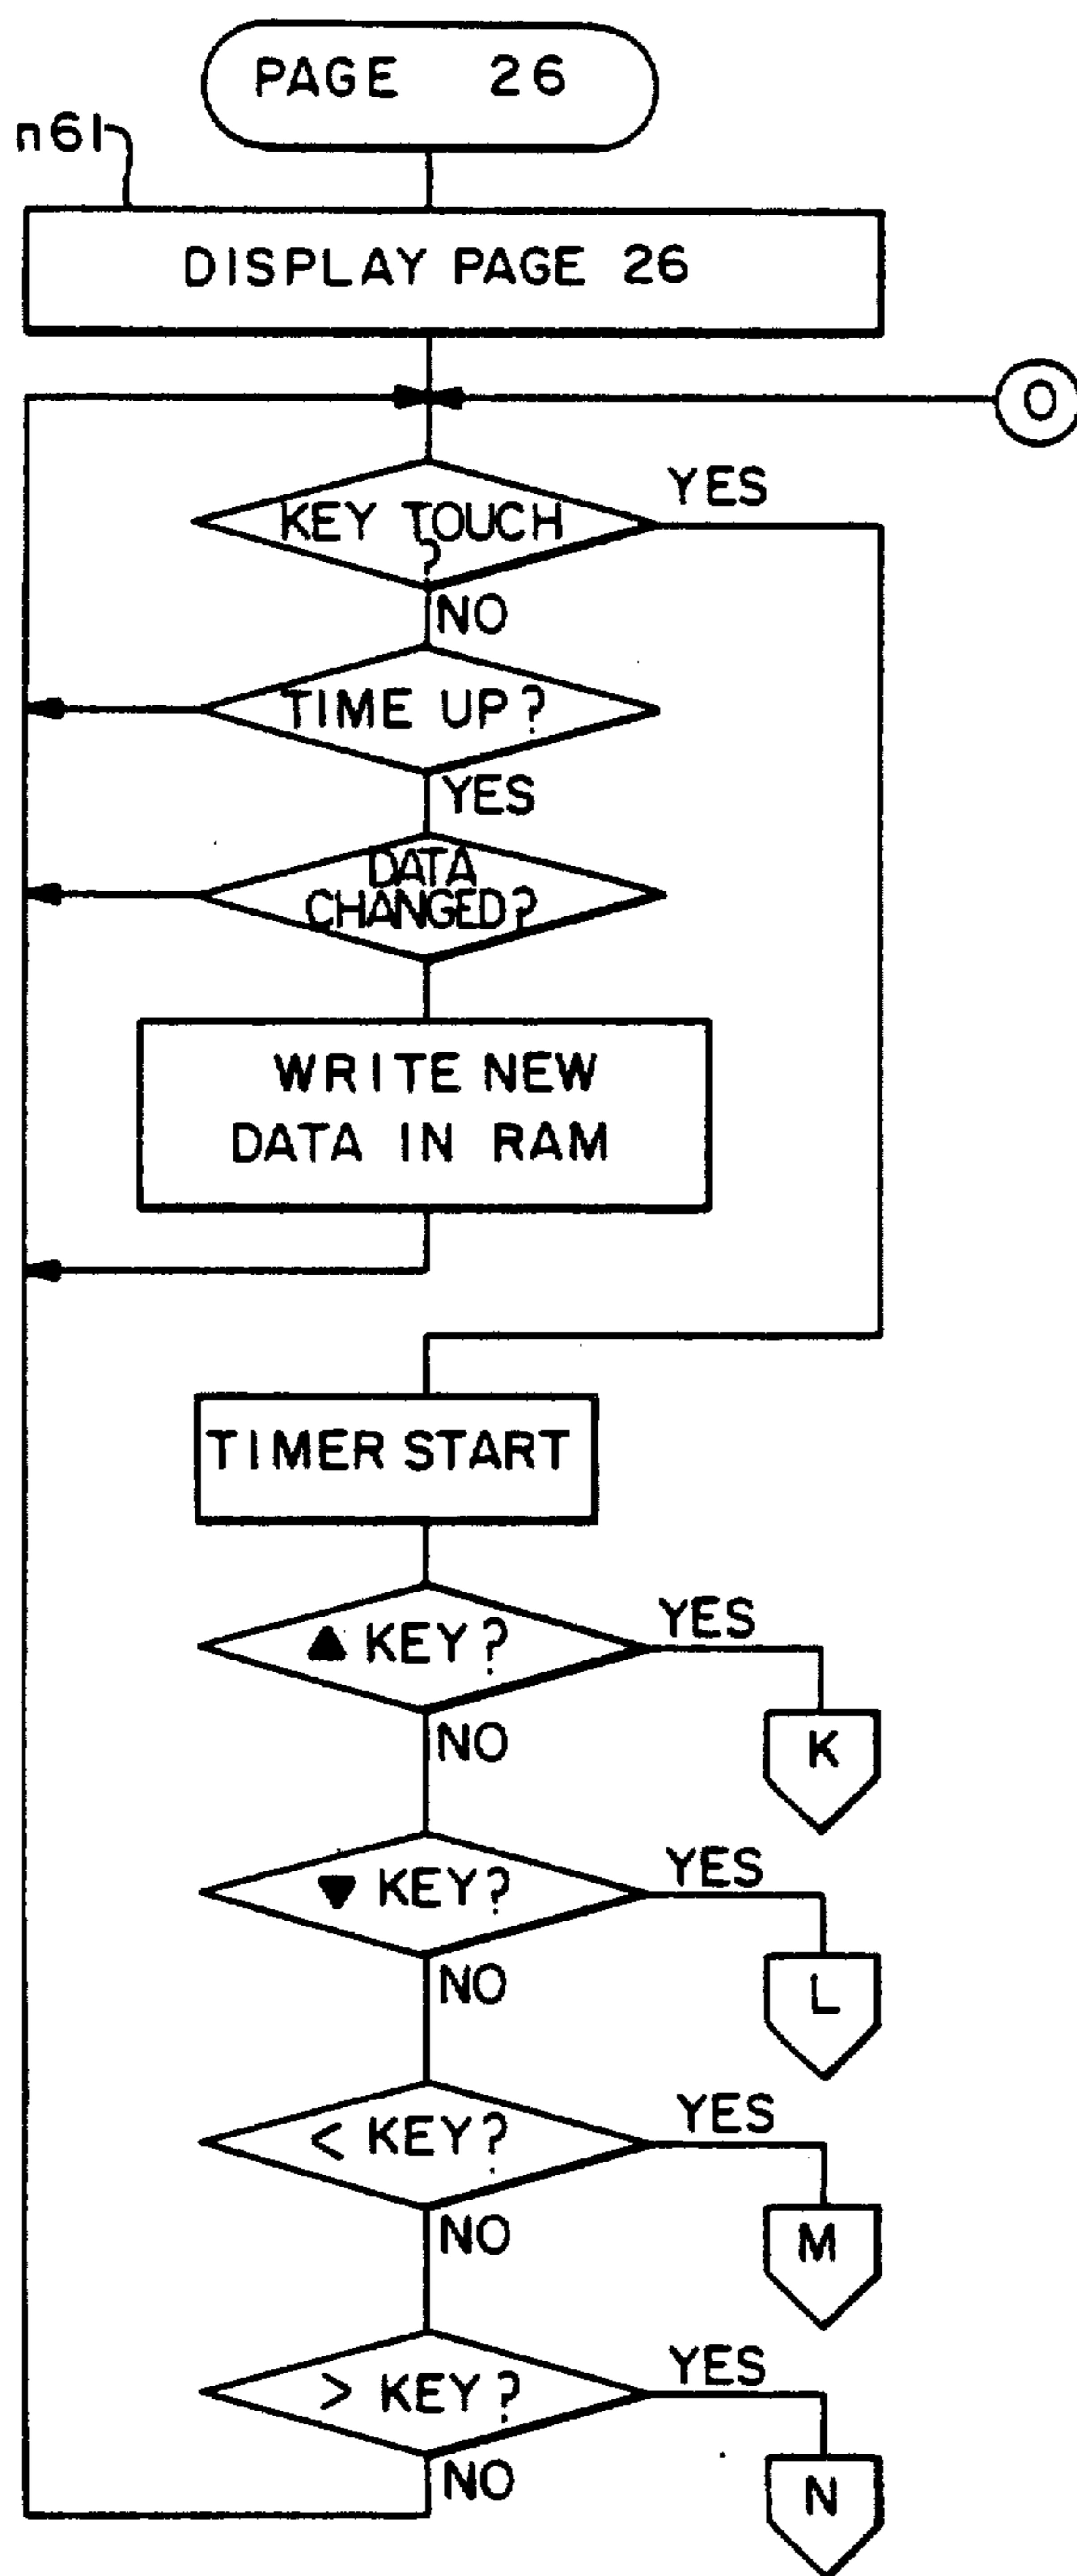 PAGE 26
n61
DISPLAY PAGE 26
O
KEY TOUCH
?
YES
NO
TIME UP?
YES
DATA
CHANGED?
WRITE NEW
DATA IN RAM
TIMER START
▲ KEY?
YES
K
NO
▼ KEY?
YES
L
NO
< KEY?
YES
M
NO
> KEY?
YES
N
NO